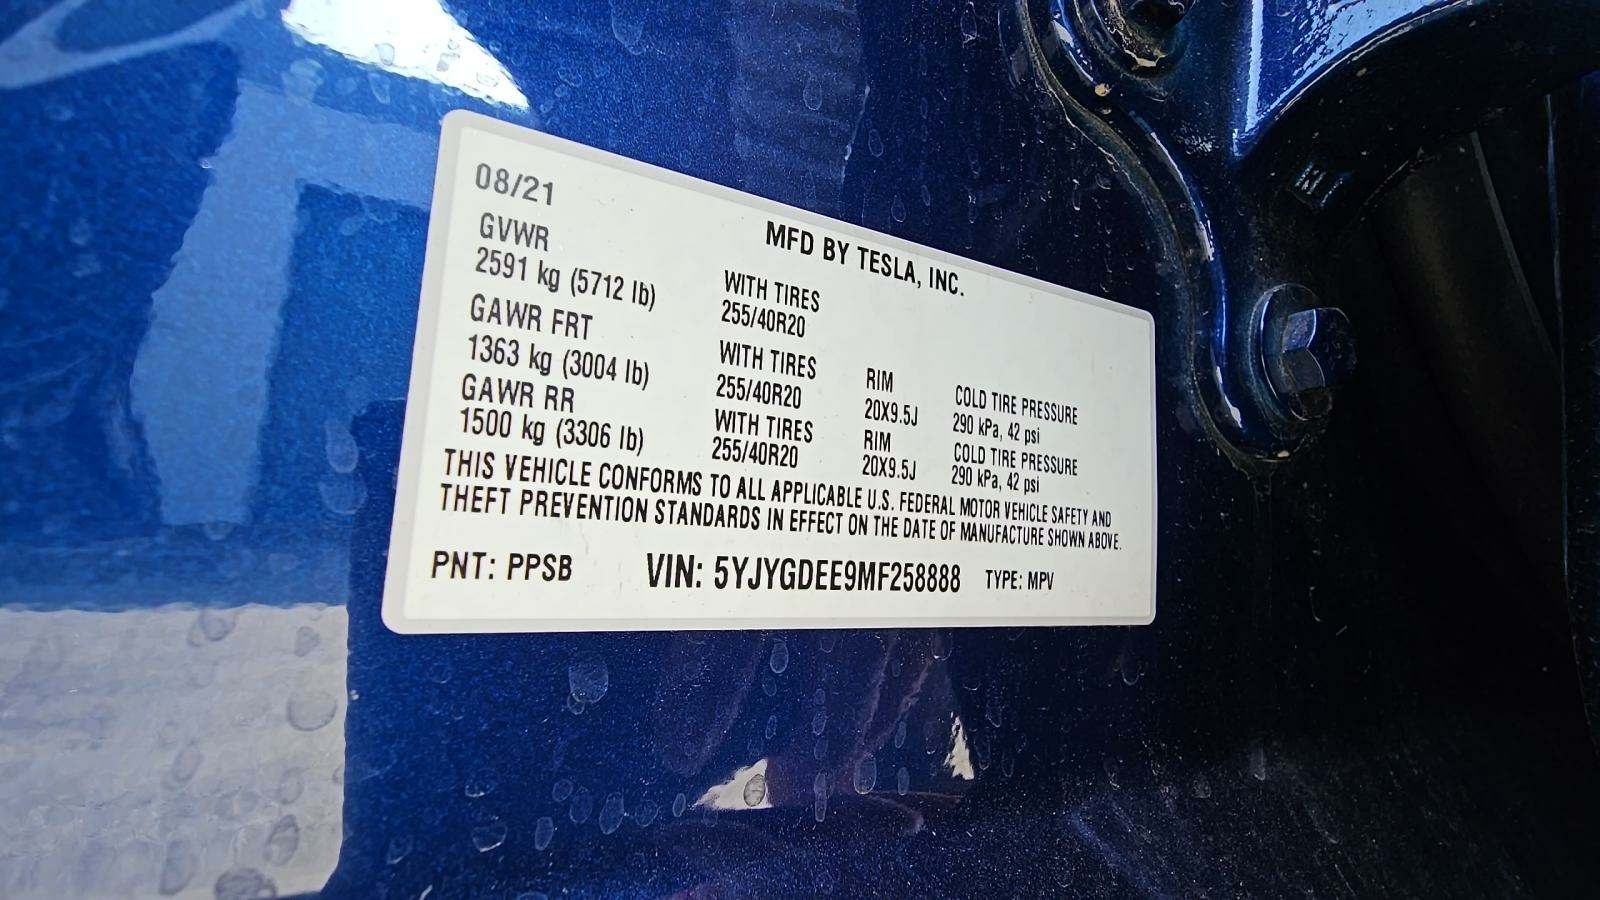 08/21
MFD BY TESLA, INC.
GVWR
2591 kg (5712 lb)
WITH TIRES
255/40R20
GAWR FRT
1363 kg (3004 lb)
WITH TIRES
255/40R20
RIM
20X9.5J
COLD TIRE PRESSURE
290 kPa, 42 psi
GAWR RR
1500 kg (3306 lb)
WITH TIRES
255/40R20
RIM
20X9.5J
COLD TIRE PRESSURE
290 kPa, 42 psi
THIS VEHICLE CONFORMS TO ALL APPLICABLE U.S. FEDERAL MOTOR VEHICLE SAFETY AND
THEFT PREVENTION STANDARDS IN EFFECT ON THE DATE OF MANUFACTURE SHOWN ABOVE.
PNT: PPSB VIN: 5YJYGDEE9MF258888 TYPE: MPV